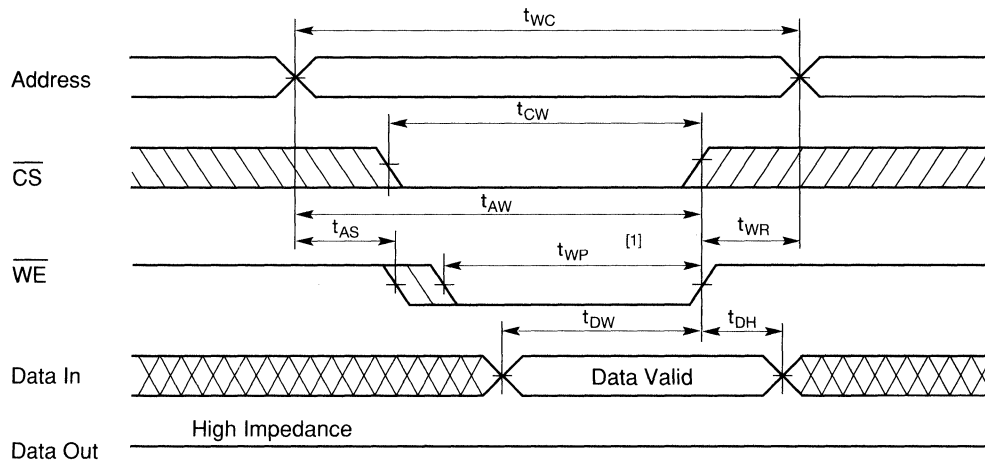 tWC
Address
tCW
CS
tAW
tAS
tWR
tWP [1]
WE
tDW
tDH
Data In
Data Valid
High Impedance
Data Out